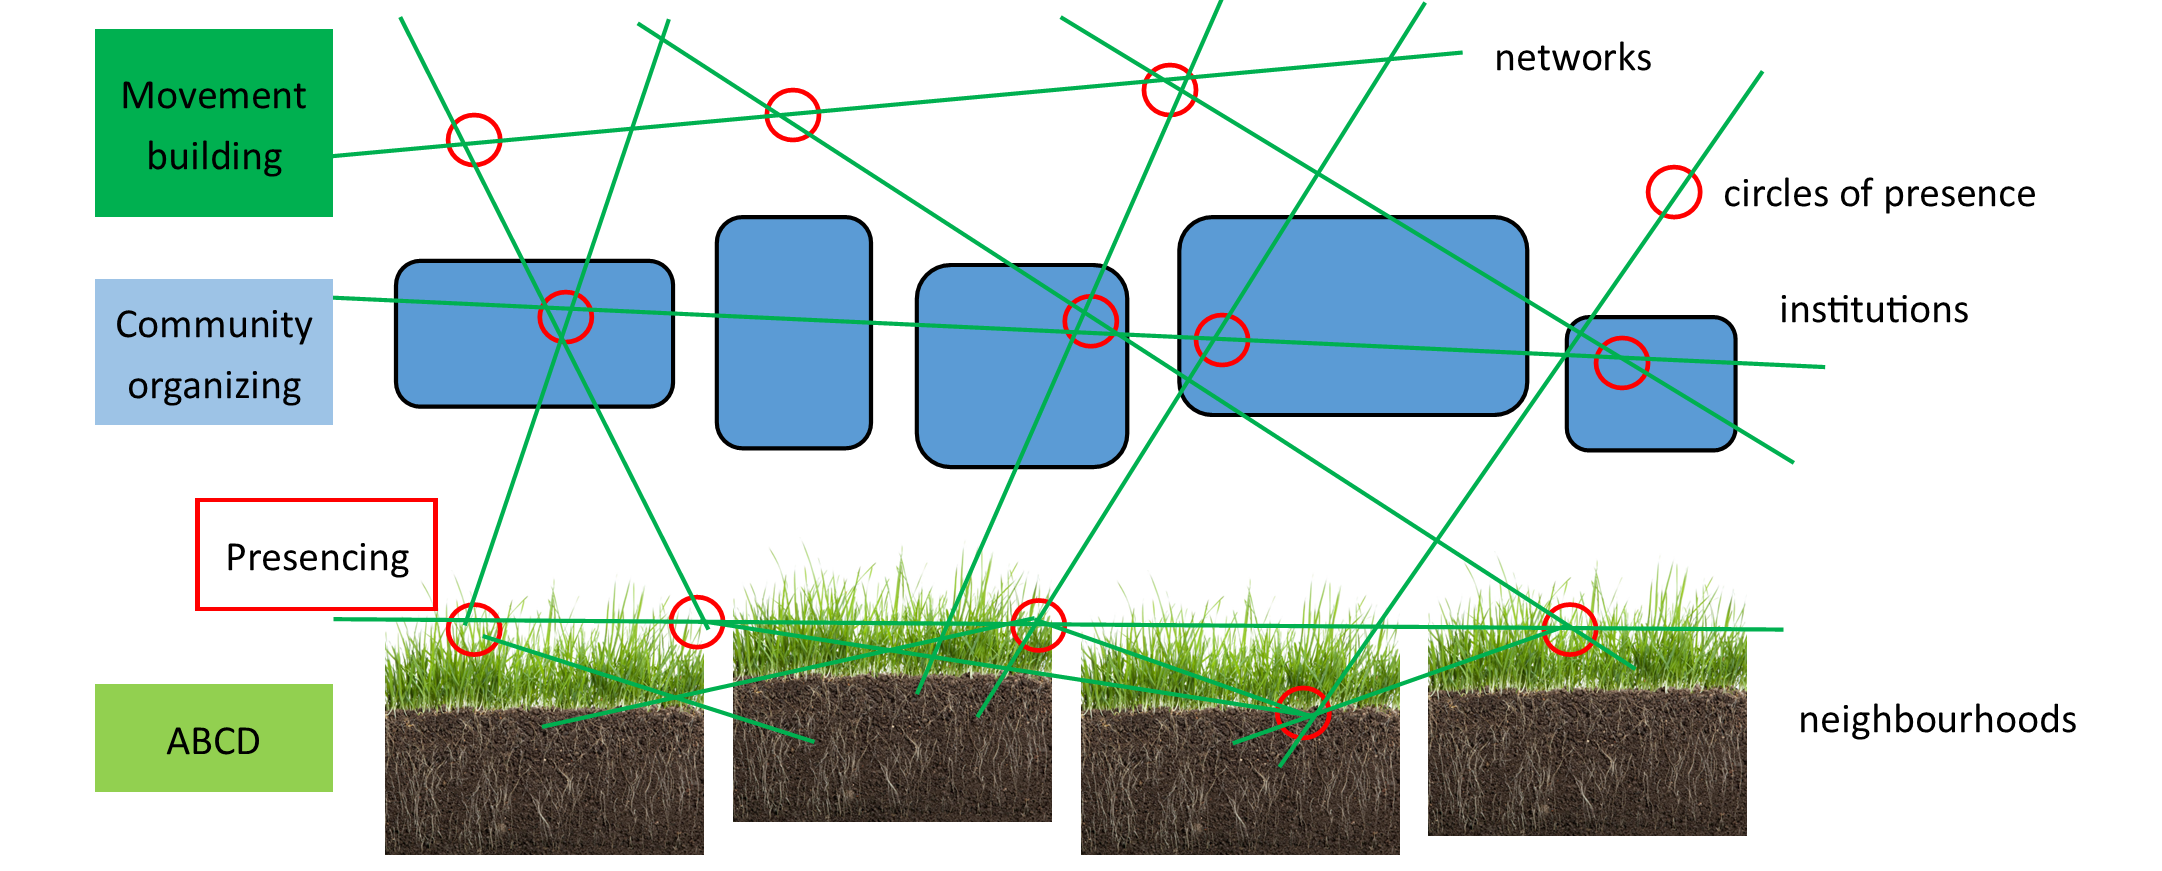 Movement
building
networks
circles of presence
Community
organizing
institutions
Presencing
ABCD
neighbourhoods